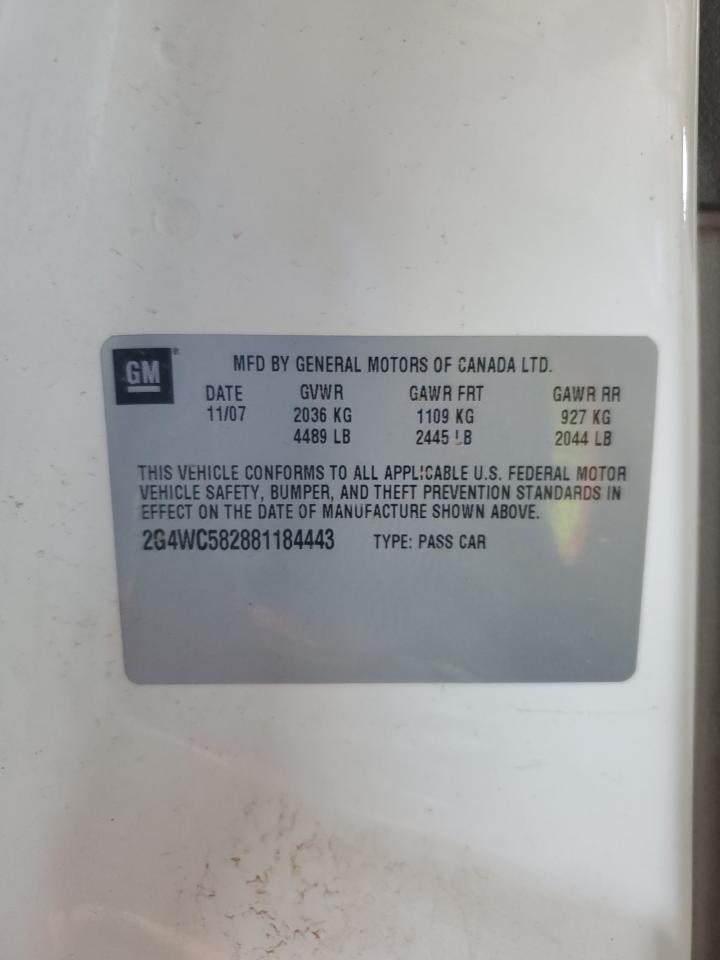 GM®
MFD BY GENERAL MOTORS OF CANADA LTD.
DATE GVWR GAWR FRT GAWR RR
11/07 2036 KG 1109 KG 927 KG
4489 LB 2445 LB 2044 LB
THIS VEHICLE CONFORMS TO ALL APPLICABLE U.S. FEDERAL MOTOR
VEHICLE SAFETY, BUMPER, AND THEFT PREVENTION STANDARDS IN
EFFECT ON THE DATE OF MANUFACTURE SHOWN ABOVE.
2G4WC582881184443 TYPE: PASS CAR